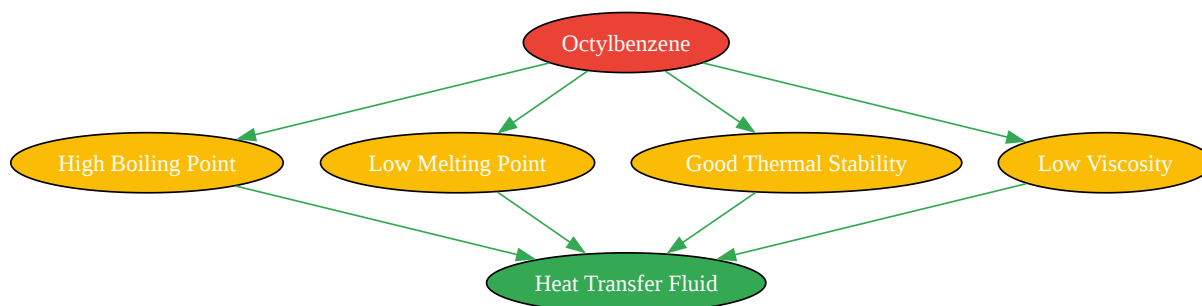 Octylbenzene
High Boiling Point
Low Melting Point
Good Thermal Stability
Low Viscosity
Heat Transfer Fluid